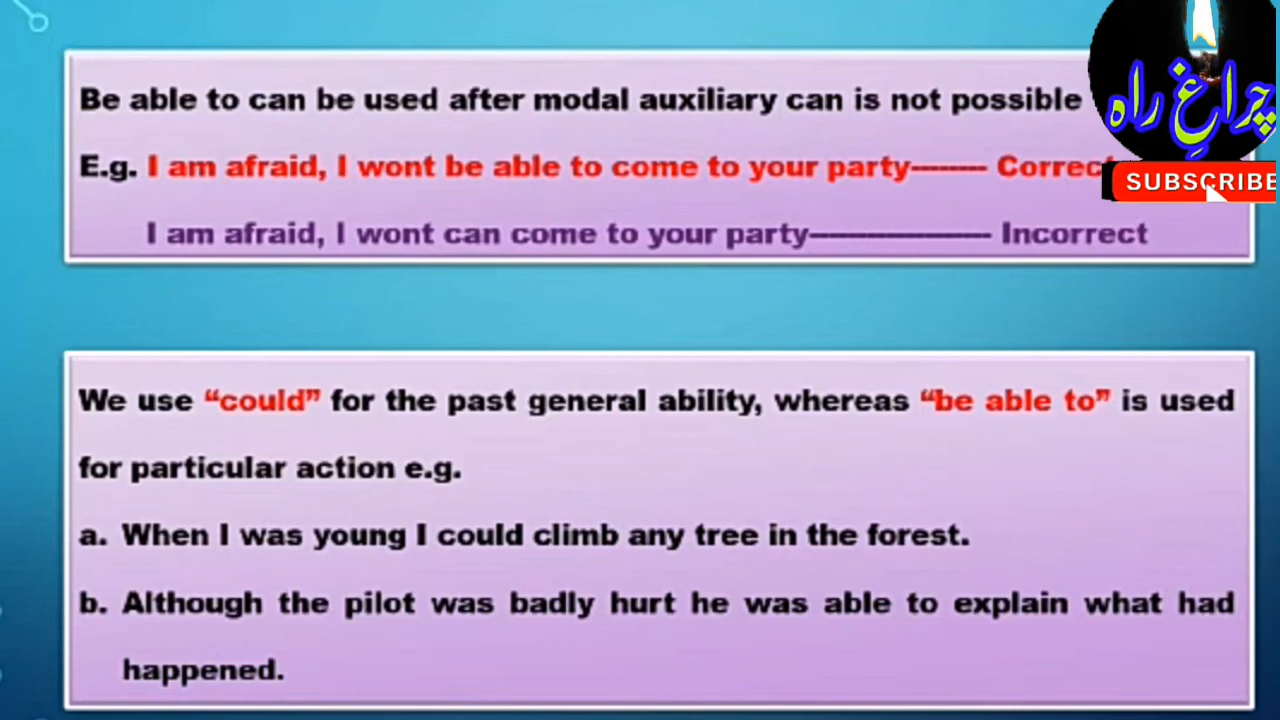 Be able to can be used after modal auxiliary can is not possible
E.g. I am afraid, I wont be able to come to your party-------- Correct
I am afraid, I wont can come to your party-------------------- Incorrect
چراغِ راہ
SUBSCRIBE
We use “could” for the past general ability, whereas “be able to” is used
for particular action e.g.
a. When I was young I could climb any tree in the forest.
b. Although the pilot was badly hurt he was able to explain what had
happened.